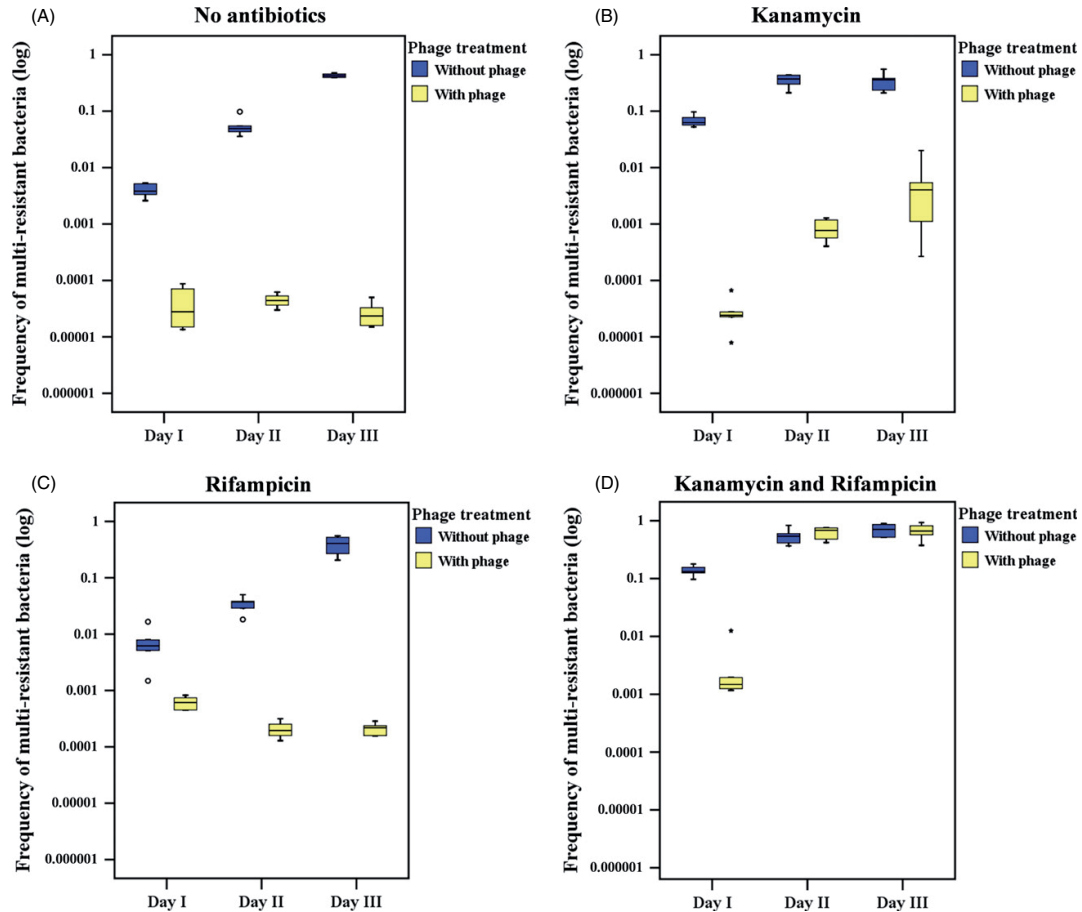 (A)
No antibiotics
Frequency of multi-resistant bacteria (log)
1
0.1
0.01
0.001
0.0001
0.00001
0.000001
Day I
Day II
Day III
Phage treatment
Without phage
With phage
(B)
Kanamycin
Frequency of multi-resistant bacteria (log)
1
0.1
0.01
0.001
0.0001
0.00001
0.000001
Day I
Day II
Day III
Phage treatment
Without phage
With phage
(C)
Rifampicin
Frequency of multi-resistant bacteria (log)
1
0.1
0.01
0.001
0.0001
0.00001
0.000001
Day I
Day II
Day III
Phage treatment
Without phage
With phage
(D)
Kanamycin and Rifampicin
Frequency of multi-resistant bacteria (log)
1
0.1
0.01
0.001
0.0001
0.00001
0.000001
Day I
Day II
Day III
Phage treatment
Without phage
With phage